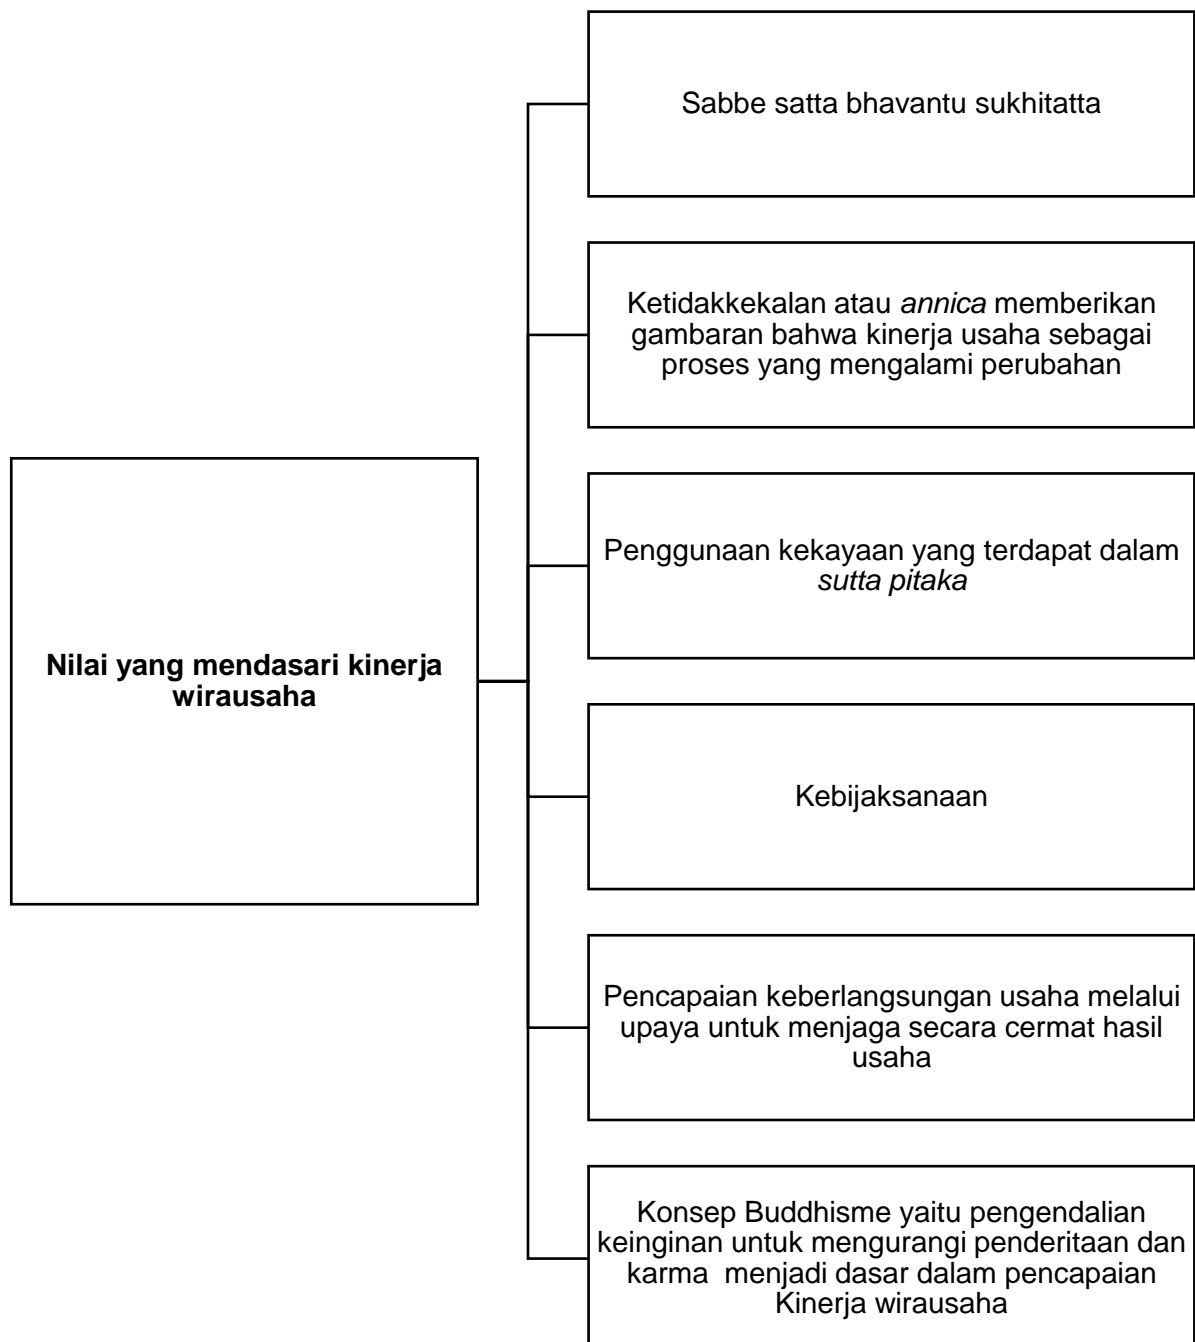 Sabbe satta bhavantu sukhitatta
Ketidakkekalan atau annica memberikan
gambaran bahwa kinerja usaha sebagai
proses yang mengalami perubahan
Penggunaan kekayaan yang terdapat dalam
sutta pitaka
Nilai yang mendasari kinerja
wirausaha
Kebijaksanaan
Pencapaian keberlangsungan usaha melalui
upaya untuk menjaga secara cermat hasil
usaha
Konsep Buddhisme yaitu pengendalian
keinginan untuk mengurangi penderitaan dan
karma menjadi dasar dalam pencapaian
Kinerja wirausaha